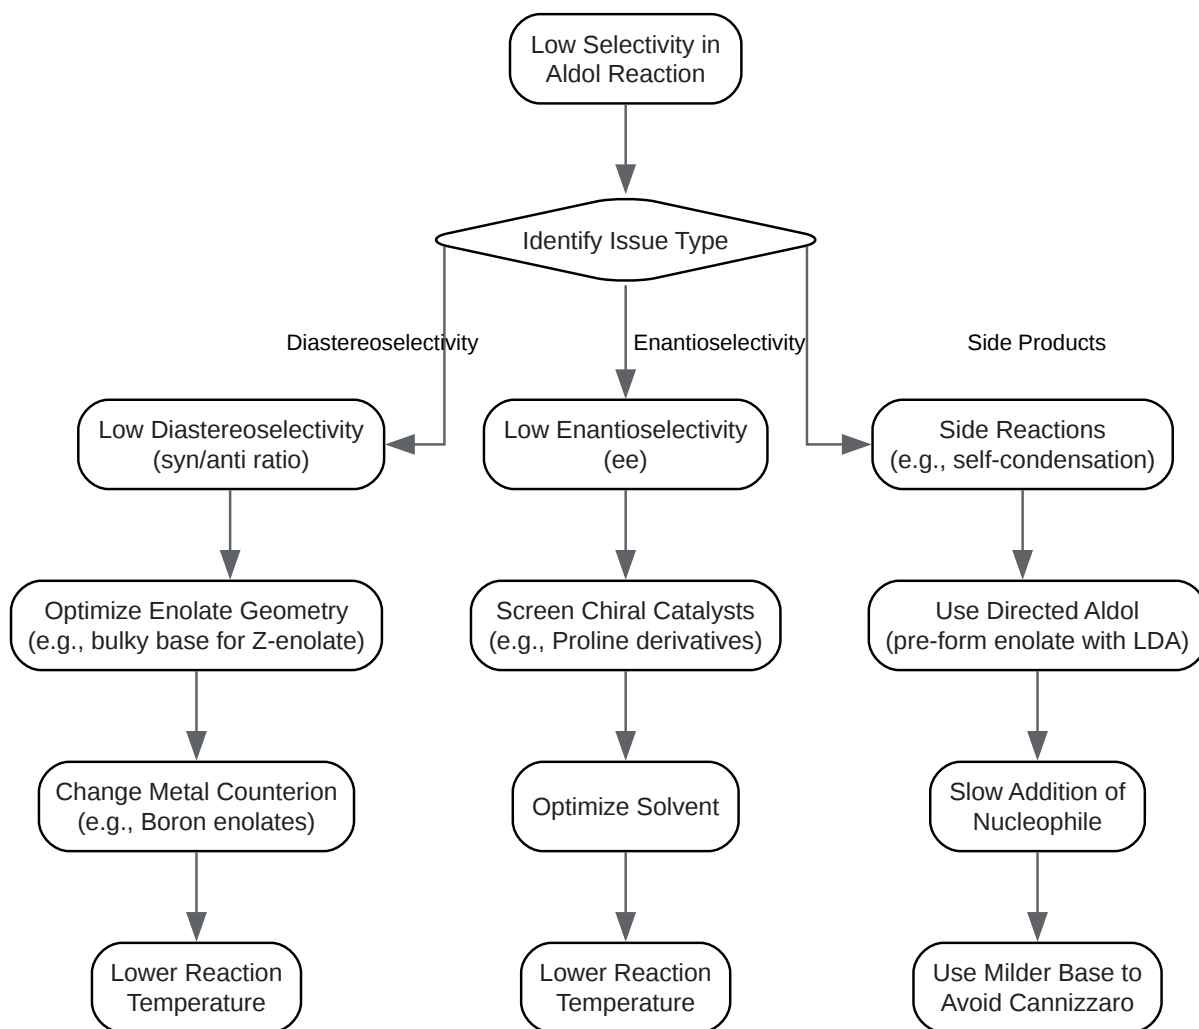 Low Selectivity in
Aldol Reaction
Identify Issue Type
Diastereoselectivity
Enantioselectivity
Side Products
Low Diastereoselectivity
(syn/anti ratio)
Low Enantioselectivity
(ee)
Side Reactions
(e.g., self-condensation)
Optimize Enolate Geometry
(e.g., bulky base for Z-enolate)
Screen Chiral Catalysts
(e.g., Proline derivatives)
Use Directed Aldol
(pre-form enolate with LDA)
Change Metal Counterion
(e.g., Boron enolates)
Optimize Solvent
Slow Addition of
Nucleophile
Lower Reaction
Temperature
Lower Reaction
Temperature
Use Milder Base to
Avoid Cannizzaro